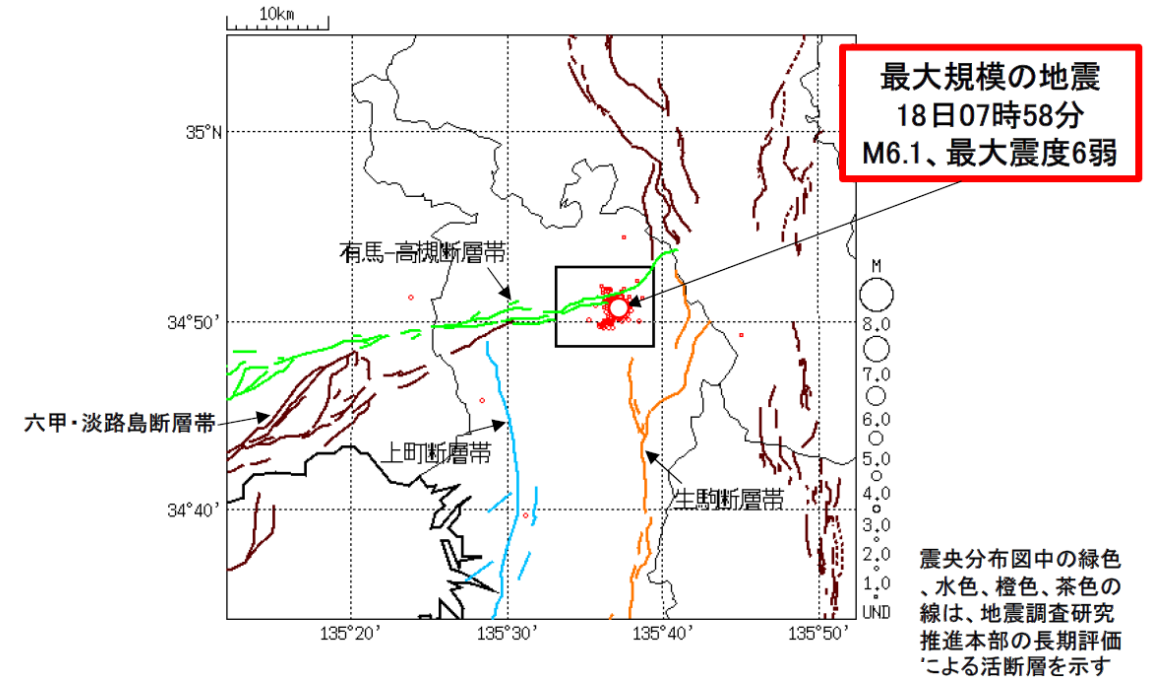 10km
最大規模の地震
18日07時58分
M6.1、最大震度6弱
35°N
有馬-高槻断層帯
M
34°50'
8.0
7.0
6.0
六甲・淡路島断層帯
上町断層帯
5.0
4.0
生駒断層帯
34°40'
3.0
2.0
1.0
UND
震央分布図中の緑色
、水色、橙色、茶色の
線は、地震調査研究
推進本部の長期評価
による活断層を示す
135°20'
135°30'
135°40'
135°50'